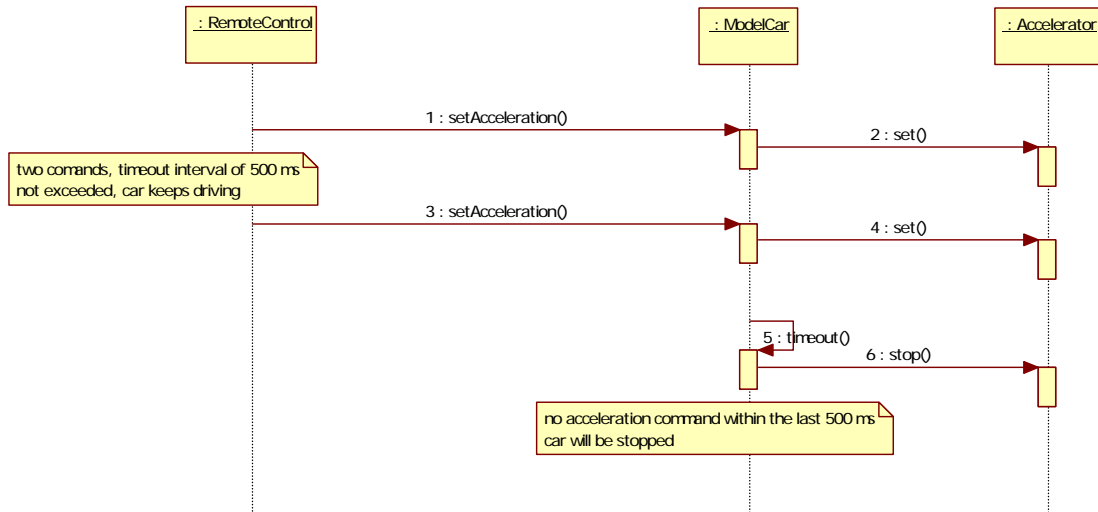 : RemoteControl
: ModelCar
: Accelerator
1 : setAcceleration()
2 : set()
two comands, timeout interval of 500 ms
not exceeded, car keeps driving
3 : setAcceleration()
4 : set()
5 : timeout()
6 : stop()
no acceleration command within the last 500 ms
car will be stopped